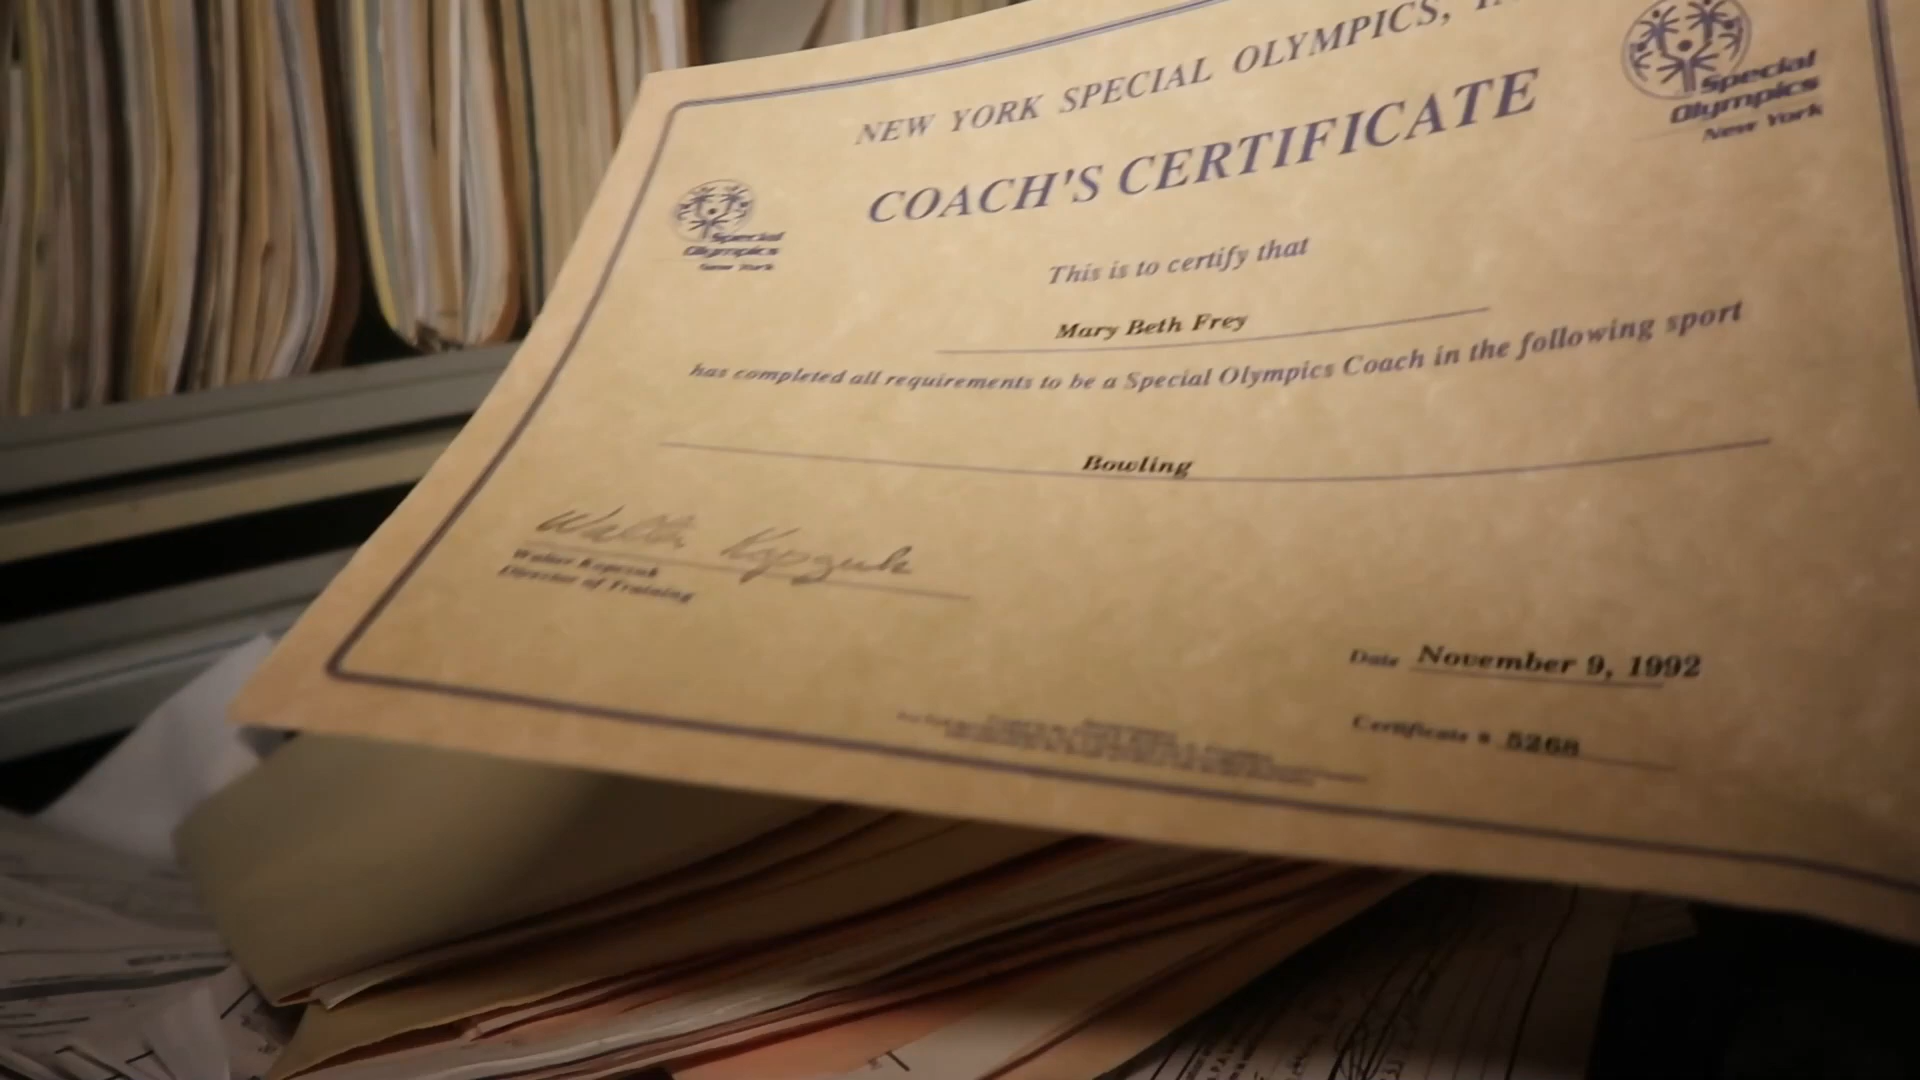 NEW YORK SPECIAL OLYMPICS,
Special
Olympics
New York
COACH'S CERTIFICATE
Special
Olympics
New York
This is to certify that
Mary Beth Frey
has completed all requirements to be a Special Olympics Coach in the following sport
Bowling
Walter Kopczuk
Director of Training
Date November 9, 1992
Certificate # 5268